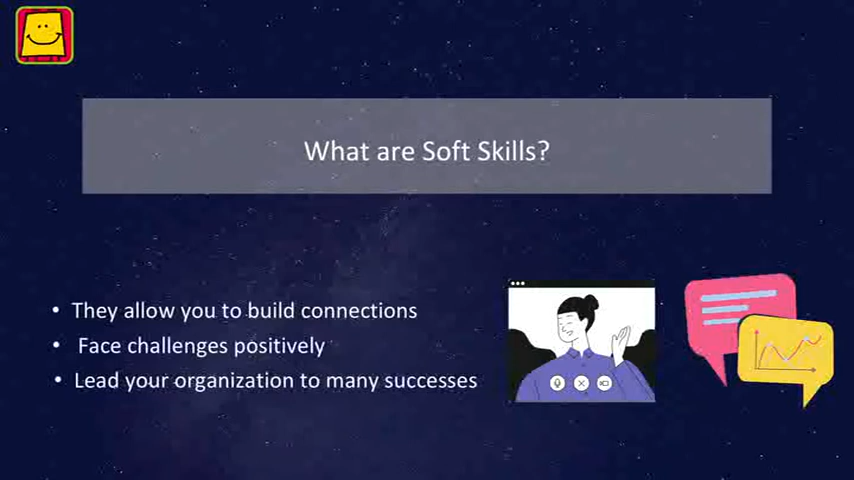 What are Soft Skills?
• They allow you to build connections
• Face challenges positively
• Lead your organization to many successes